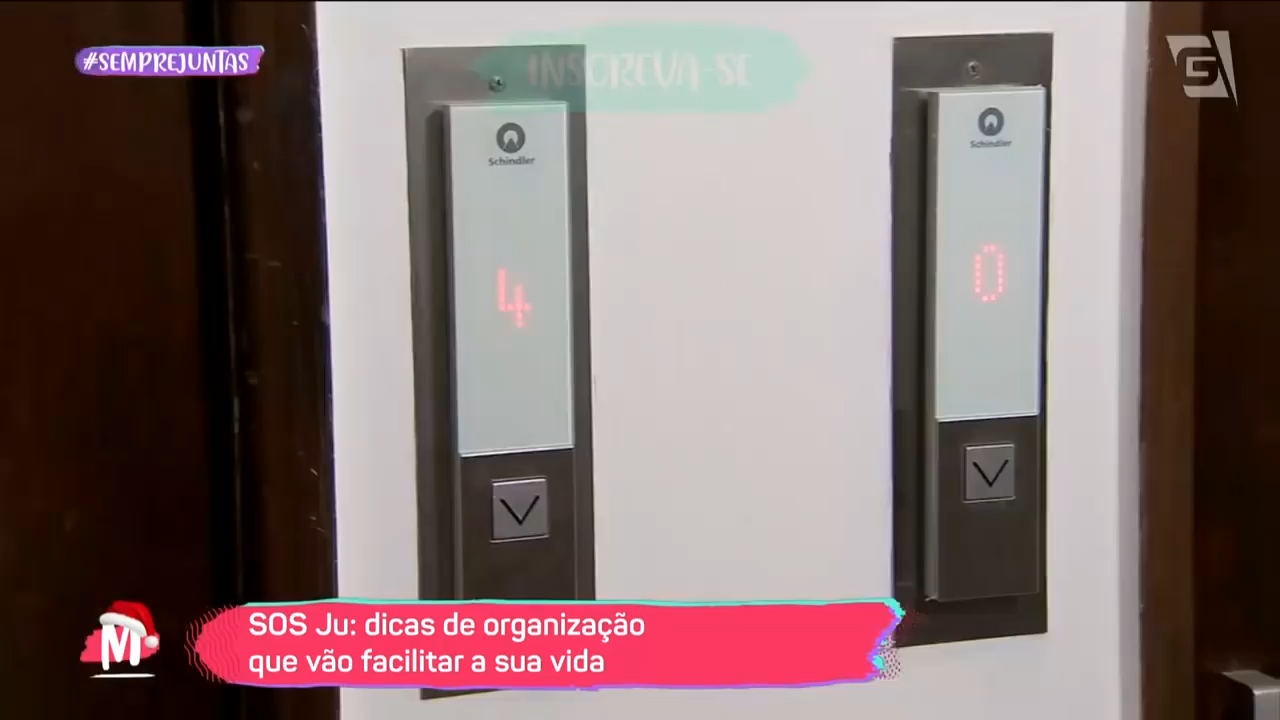 #SEMPREJUNTAS
INSCREVA-SE
Schindler
Schindler
4
0
M
SOS Ju: dicas de organização
que vão facilitar a sua vida